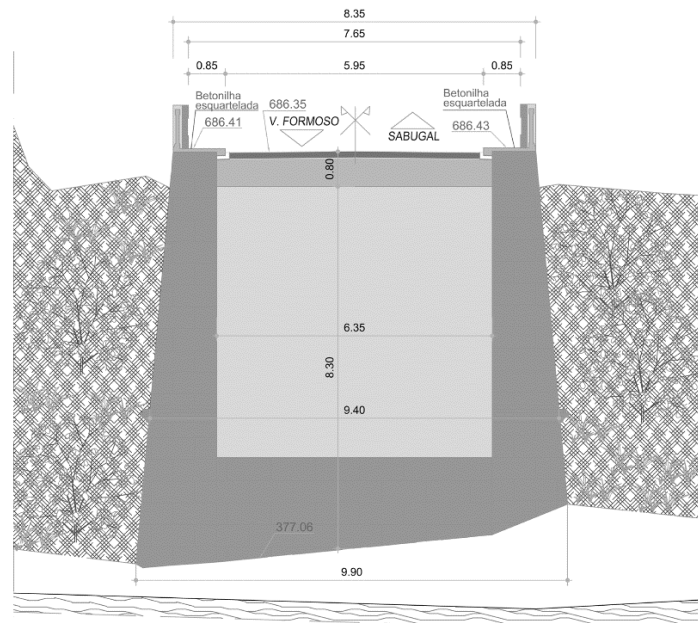 8.35
7.65
0.85
5.95
0.85
Betonilha
esquartelada
686.41
686.35
V. FORMOSO
SABUGAL
Betonilha
esquartelada
686.43
0.80
6.35
8.30
9.40
377.06
9.90